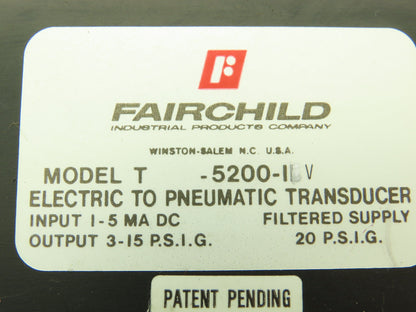 FAIRCHILD
INDUSTRIAL PRODUCTS COMPANY
WINSTON-SALEM N.C. U.S.A.
MODEL T -5200-1 V
ELECTRIC TO PNEUMATIC TRANSDUCER
INPUT 1-5 MA DC FILTERED SUPPLY
OUTPUT 3-15 P.S.I.G. 20 P.S.I.G.
PATENT PENDING